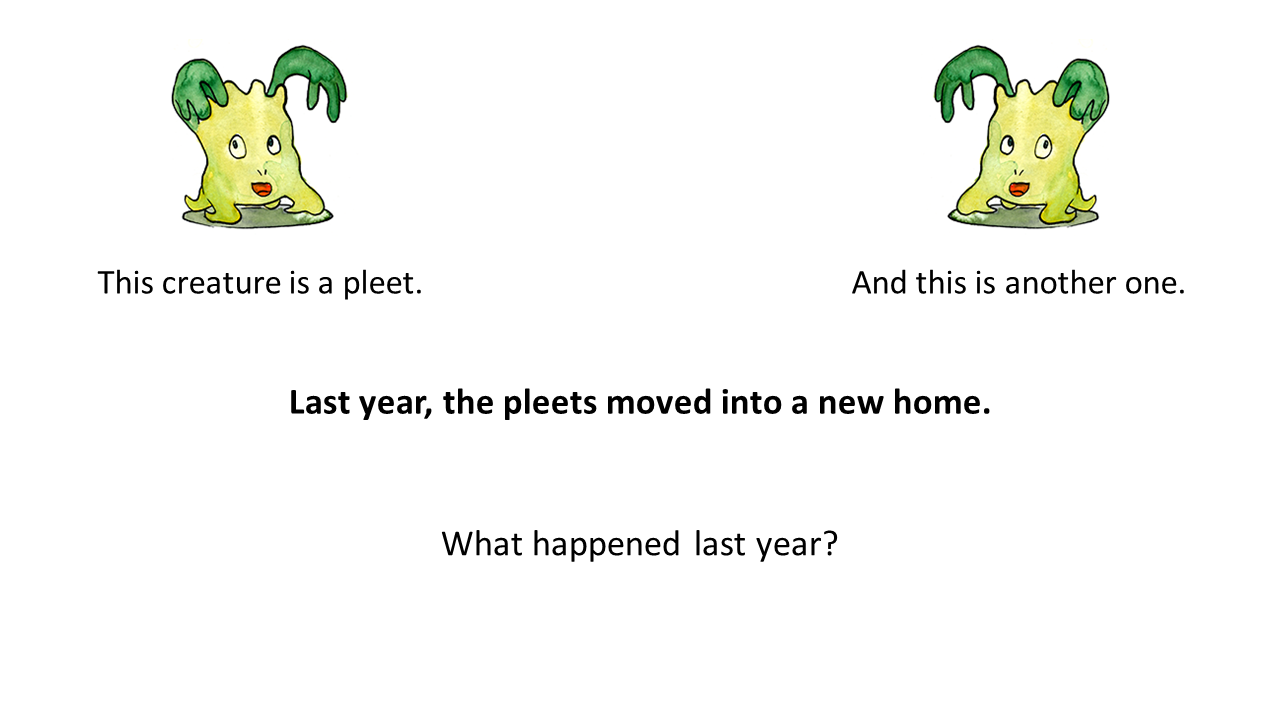 This creature is a pleet.
And this is another one.
Last year, the pleets moved into a new home.
What happened last year?